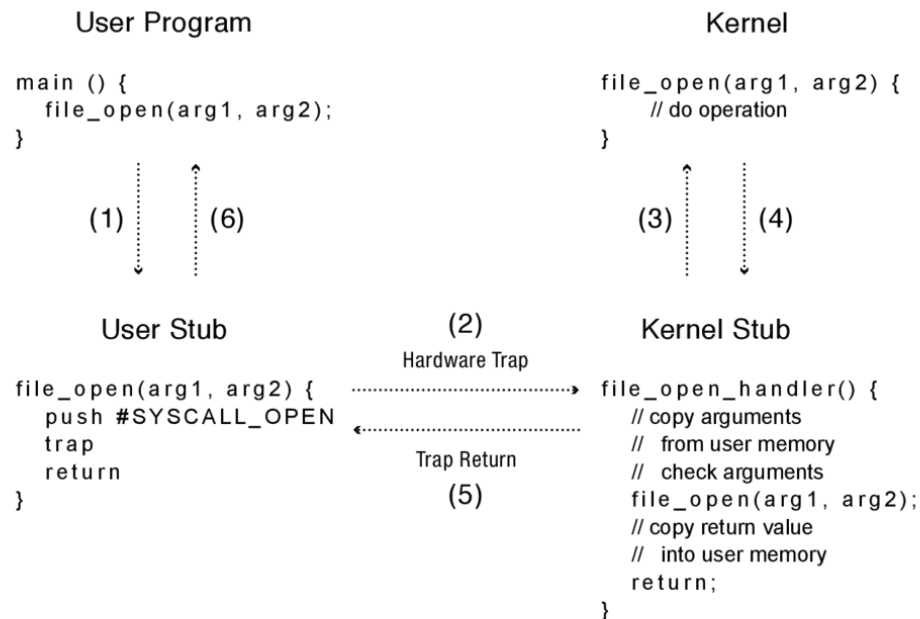 User Program
main () {
file_open(arg1, arg2);
}
(1)
(6)
Kernel
file_open(arg1, arg2) {
// do operation
}
(3)
(4)
User Stub
file_open(arg1, arg2) {
push #SYSCALL_OPEN
trap
return
}
(2)
Hardware Trap
Trap Return
(5)
Kernel Stub
file_open_handler() {
// copy arguments
// from user memory
// check arguments
file_open(arg1, arg2);
// copy return value
// into user memory
return;
}